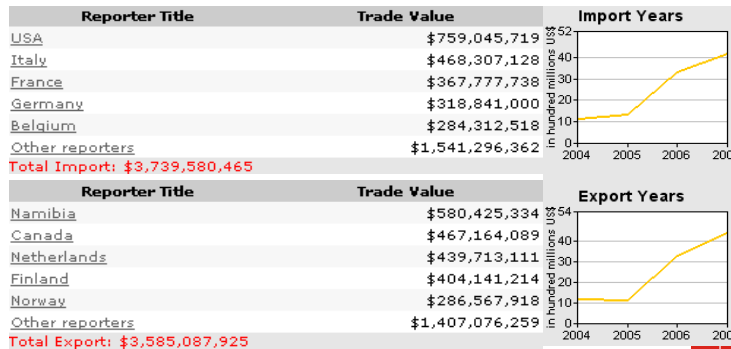 Reporter Title Trade Value
USA $759,045,719
Italy $468,307,128
France $367,777,738
Germany $318,841,000
Belgium $284,312,518
Other reporters $1,541,296,362
Total Import: $3,739,580,465
Import Years
in hundred millions US$
52
40
30
20
10
0
2004 2005 2006 200
Reporter Title Trade Value
Namibia $580,425,334
Canada $467,164,089
Netherlands $439,713,111
Finland $404,141,214
Norway $286,567,918
Other reporters $1,407,076,259
Total Export: $3,585,087,925
Export Years
in hundred millions US$
54
40
30
20
10
0
2004 2005 2006 200